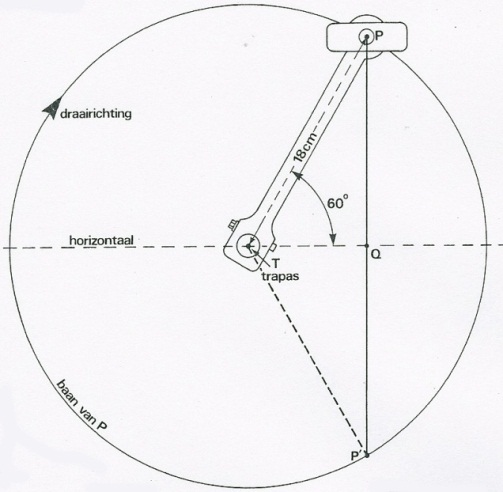 P
draairichting
18cm
60°
horizontaal
Q
T
trapas
baan van P
P'